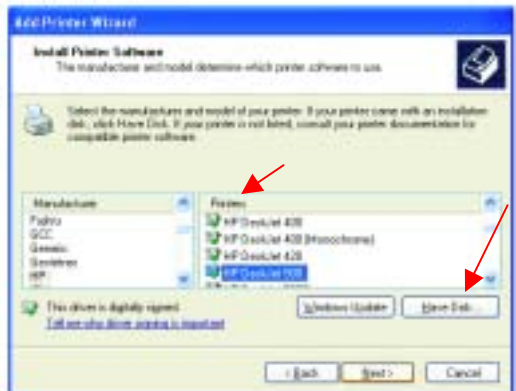 Add Printer Wizard
Install Printer Software
The manufacturer and model determine which printer software to use.
Select the manufacturer and model of your printer. If your printer came with an installation
disk, click Have Disk. If your printer is not listed, consult your printer documentation for
compatible printer software.
Manufacturer
Fujitsu
GCC
Generic
Gestetner
HP
Printers
HP DeskJet 400
HP DeskJet 400 (Monochrome)
HP DeskJet 420
HP DeskJet 500
This driver is digitally signed.
Tell me why driver signing is important
Windows Update
Have Disk...
< Back
Next >
Cancel